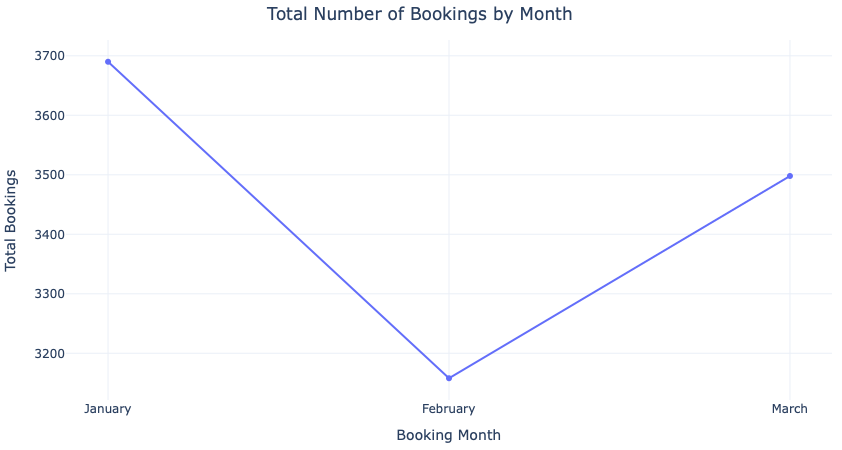 Total Number of Bookings by Month
3700
3600
3500
3400
3300
3200
Total Bookings
January
February
March
Booking Month